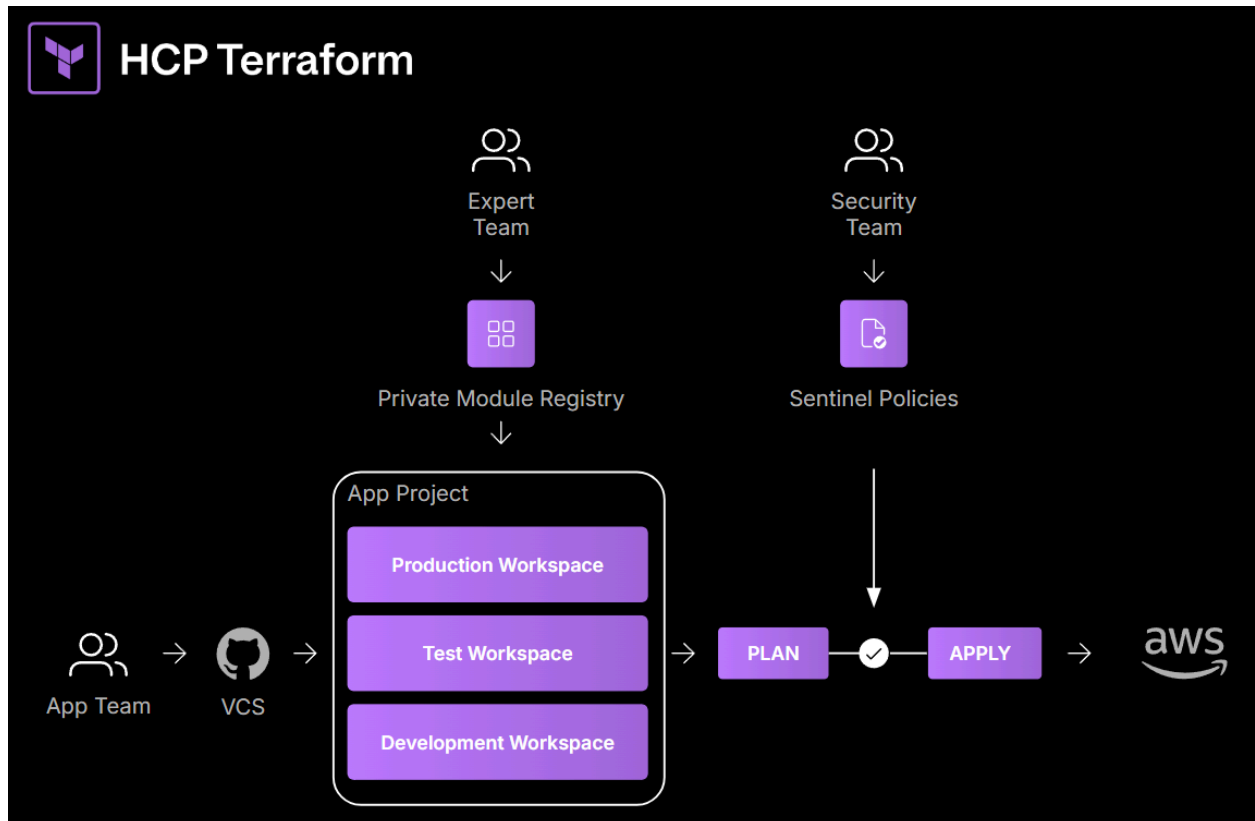 HCP Terraform
Expert
Team
Security
Team
Private Module Registry
Sentinel Policies
App Project
Production Workspace
Test Workspace
Development Workspace
App Team
VCS
PLAN
APPLY
aws